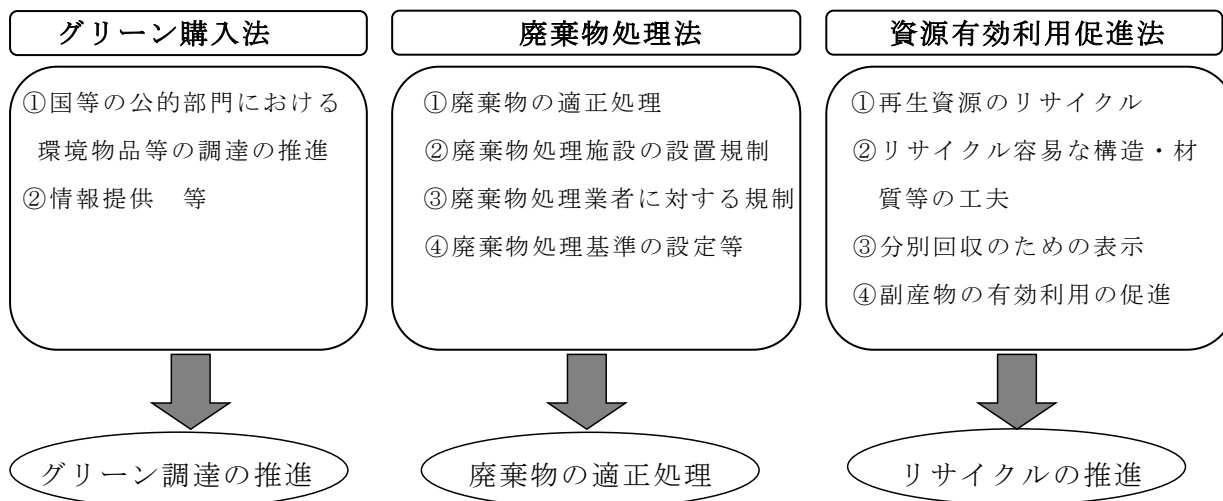 グリーン購入法
①国等の公的部門における
環境物品等の調達の推進
②情報提供　等
グリーン調達の推進
廃棄物処理法
①廃棄物の適正処理
②廃棄物処理施設の設置規制
③廃棄物処理業者に対する規制
④廃棄物処理基準の設定等
廃棄物の適正処理
資源有効利用促進法
①再生資源のリサイクル
②リサイクル容易な構造・材
質等の工夫
③分別回収のための表示
④副産物の有効利用の促進
リサイクルの推進